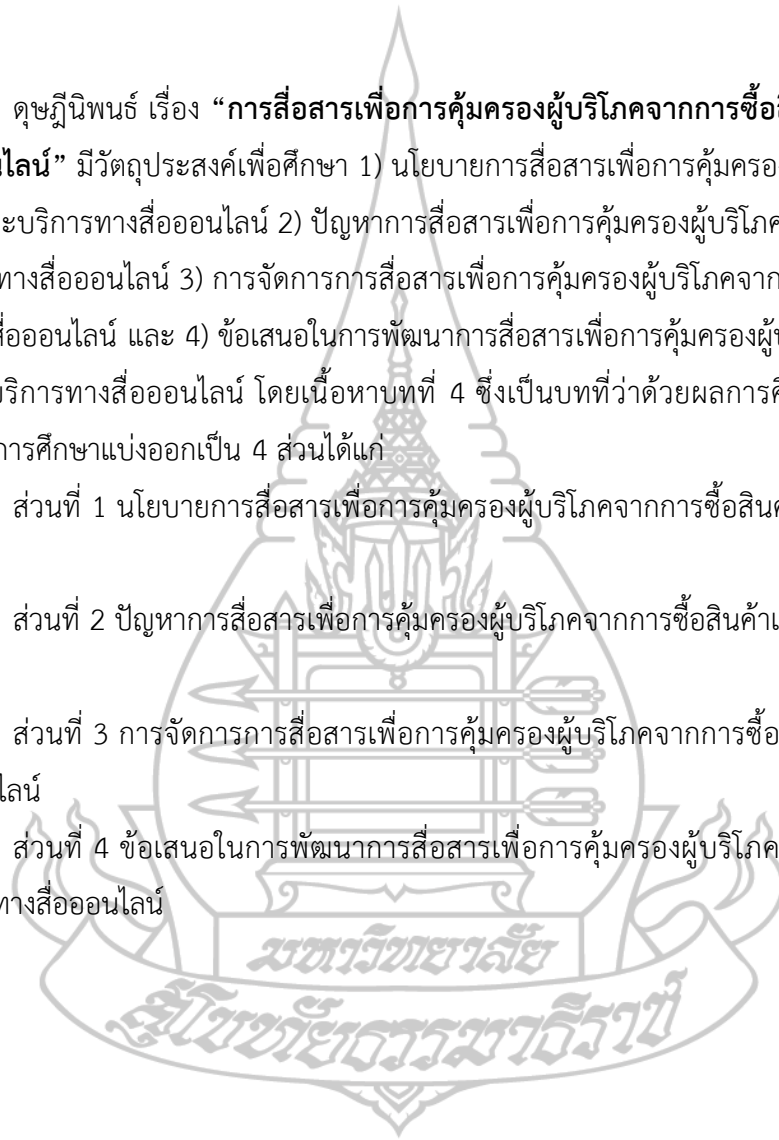 ดุษฎีนิพนธ์ เรื่อง “การสื่อสารเพื่อการคุ้มครองผู้บริโภคจากการซื้อ
ไลน์” มีวัตถุประสงค์เพื่อศึกษา 1) นโยบายการสื่อสารเพื่อการคุ้มครอ
ะบริการทางสื่อออนไลน์ 2) ปัญหาการสื่อสารเพื่อการคุ้มครองผู้บริโภค
ทางสื่อออนไลน์ 3) การจัดการการสื่อสารเพื่อการคุ้มครองผู้บริโภคจา
สื่อออนไลน์ และ 4) ข้อเสนอในการพัฒนาการสื่อสารเพื่อการคุ้มครองผู้
บริการทางสื่อออนไลน์ โดยเนื้อหาบทที่ 4 ซึ่งเป็นบทที่ว่าด้วยผลการศึ
การศึกษาแบ่งออกเป็น 4 ส่วนได้แก่
ส่วนที่ 1 นโยบายการสื่อสารเพื่อการคุ้มครองผู้บริโภคจากการซื้อสินค
ส่วนที่ 2 ปัญหาการสื่อสารเพื่อการคุ้มครองผู้บริโภคจากการซื้อสินค้าแ
ส่วนที่ 3 การจัดการการสื่อสารเพื่อการคุ้มครองผู้บริโภคจากการซื้อ
ไลน์
ส่วนที่ 4 ข้อเสนอในการพัฒนาการสื่อสารเพื่อการคุ้มครองผู้บริโภค
ทางสื่อออนไลน์
มหาวิทยาลัย
สุโขทัยธรรมาธิราช